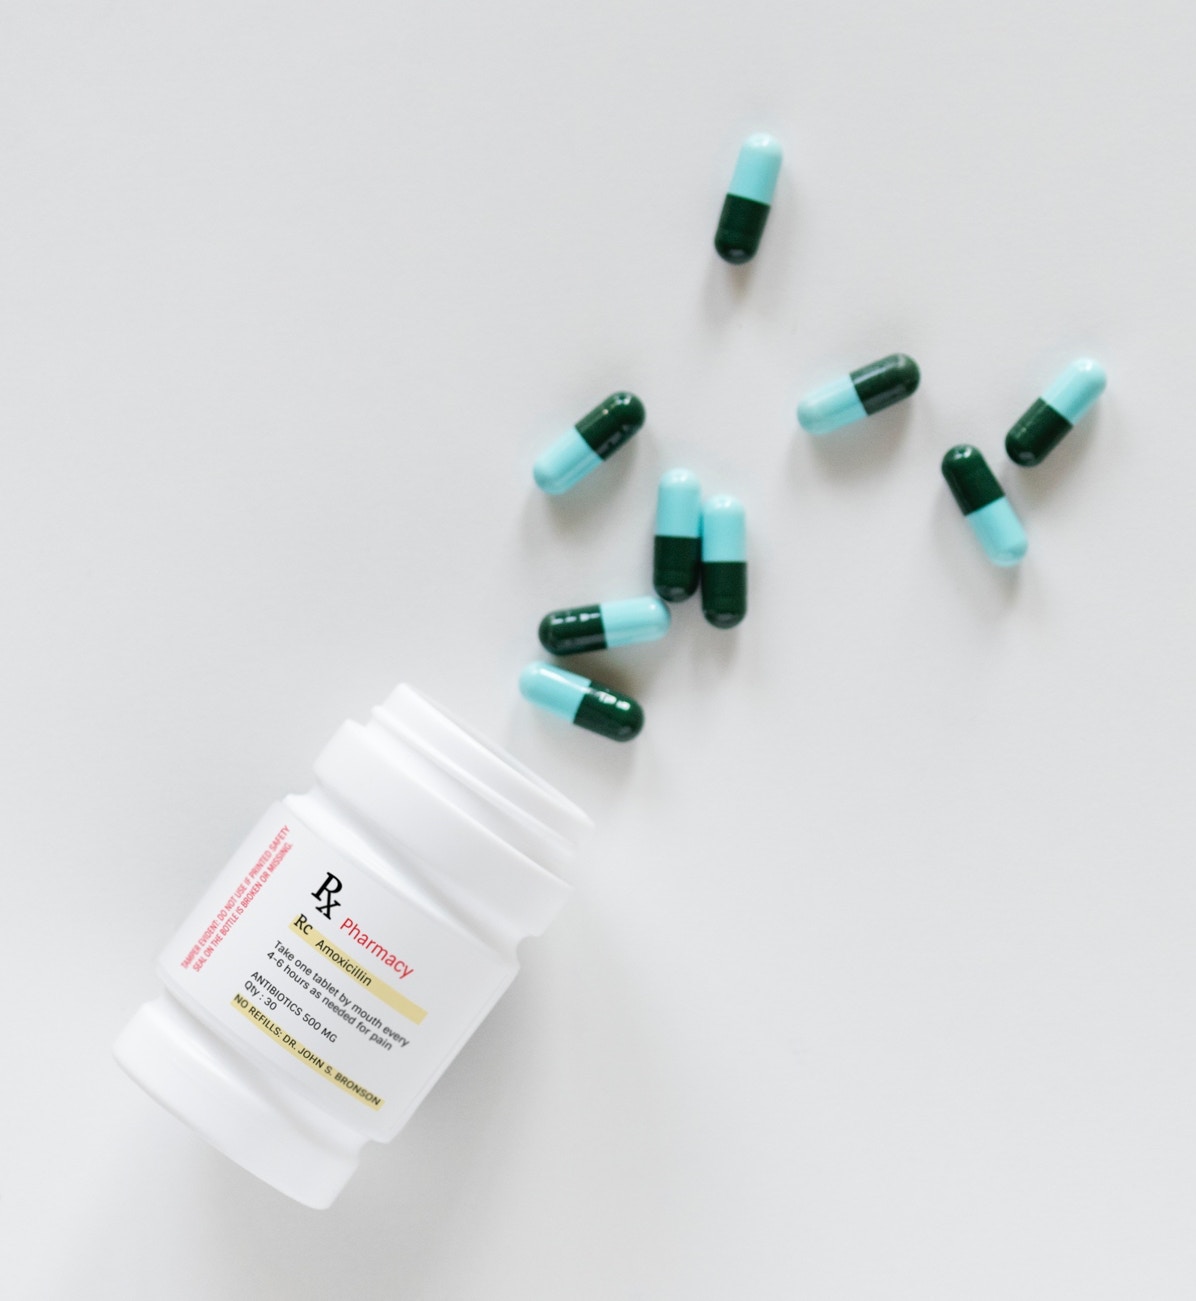 TAMPER EVIDENT: DO NOT USE IF PRINTED SAFETY
SEAL ON THE BOTTLE IS BROKEN OR MISSING.
Rx Pharmacy
Rc Amoxicillin
Take one tablet by mouth every
4-6 hours as needed for pain
ANTIBIOTICS 500 MG
Qty : 30
NO REFILLS: DR. JOHN S. BRONSON